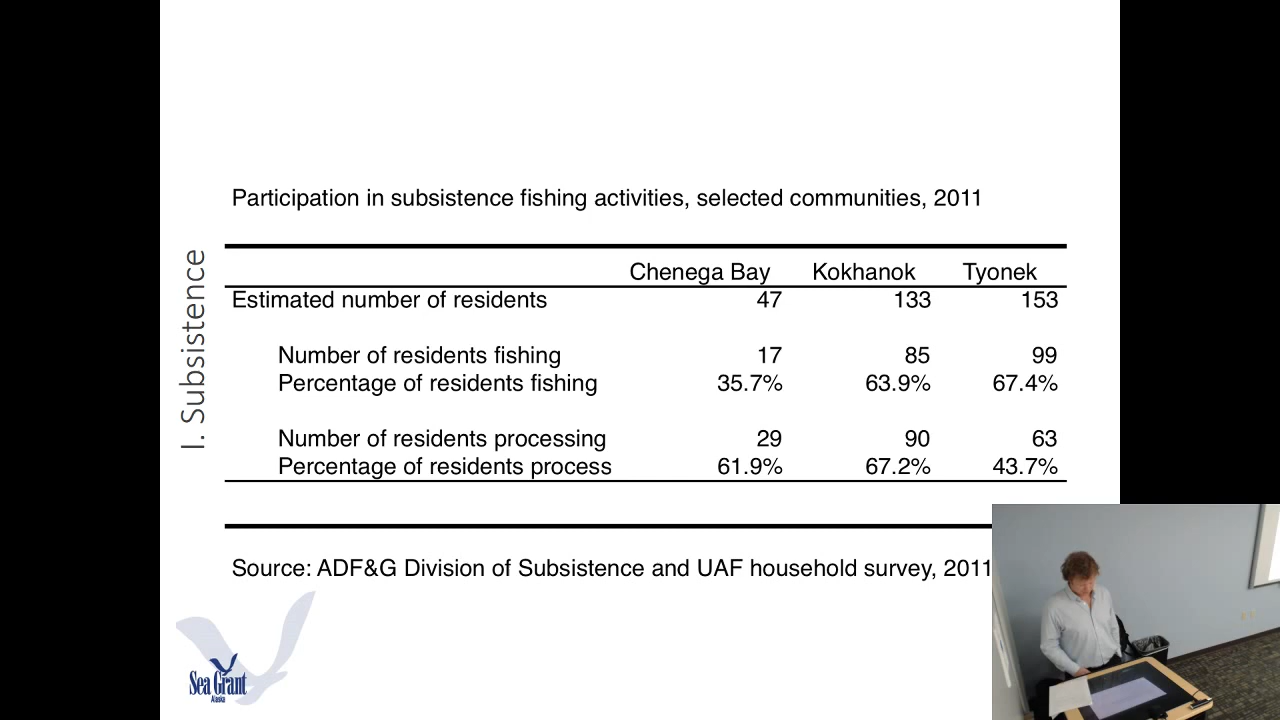 Participation in subsistence fishing activities, selected communities, 2011
I. Subsistence
Chenega Bay Kokhanok Tyonek
Estimated number of residents 47 133 153
Number of residents fishing 17 85 99
Percentage of residents fishing 35.7% 63.9% 67.4%
Number of residents processing 29 90 63
Percentage of residents process 61.9% 67.2% 43.7%
Source: ADF&G Division of Subsistence and UAF household survey, 2011
Sea Grant
Alaska